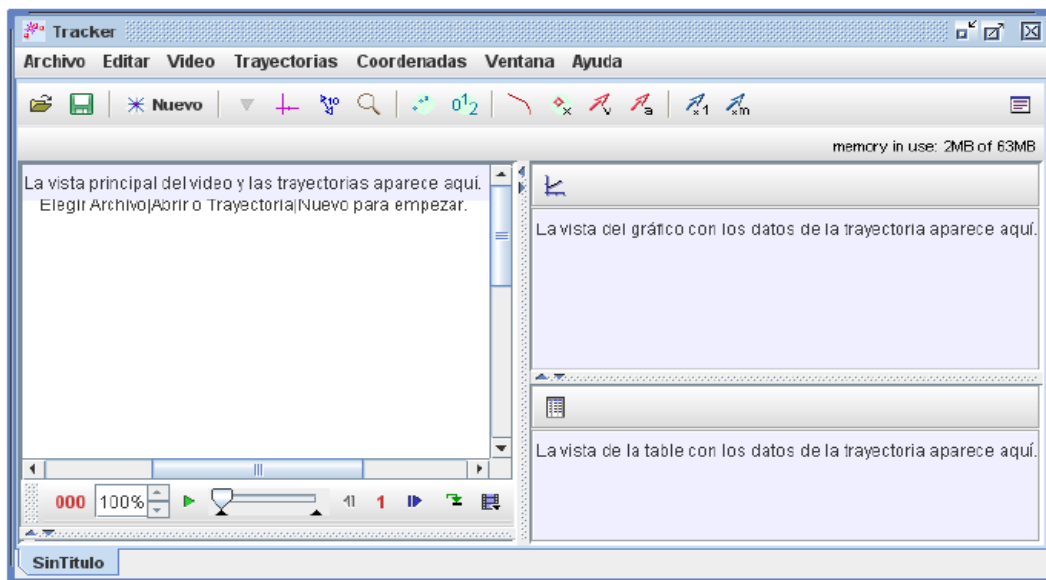 Tracker
Archivo Editar Video Trayectorias Coordenadas Ventana Ayuda
Nuevo
memory in use: 2MB of 63MB
La vista principal del video y las trayectorias aparece aquí.
Elegir Archivo|Abrir o Trayectoria|Nuevo para empezar.
La vista del gráfico con los datos de la trayectoria aparece aquí.
La vista de la table con los datos de la trayectoria aparece aquí.
000 100% 1
SinTitulo